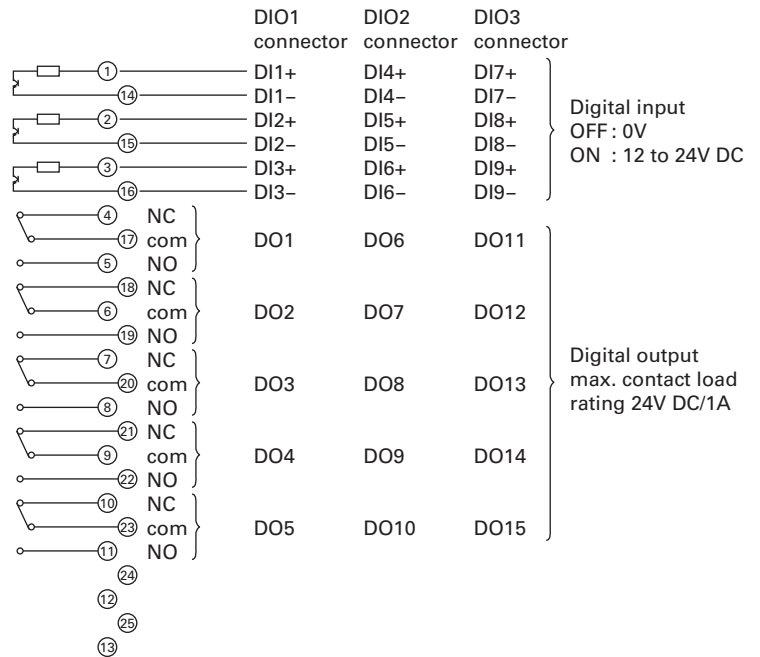 DIO1 DIO2 DIO3
connector connector connector
1 DI1+ DI4+ DI7+
14 DI1– DI4– DI7–
2 DI2+ DI5+ DI8+
15 DI2– DI5– DI8–
3 DI3+ DI6+ DI9+
16 DI3– DI6– DI9–
Digital input
OFF : 0V
ON : 12 to 24V DC
4 NC
17 com DO1 DO6 DO11
5 NO
18 NC
6 com DO2 DO7 DO12
19 NO
7 NC
20 com DO3 DO8 DO13
8 NO
21 NC
9 com DO4 DO9 DO14
22 NO
10 NC
23 com DO5 DO10 DO15
11 NO
Digital output
max. contact load
rating 24V DC/1A
24
12
25
13